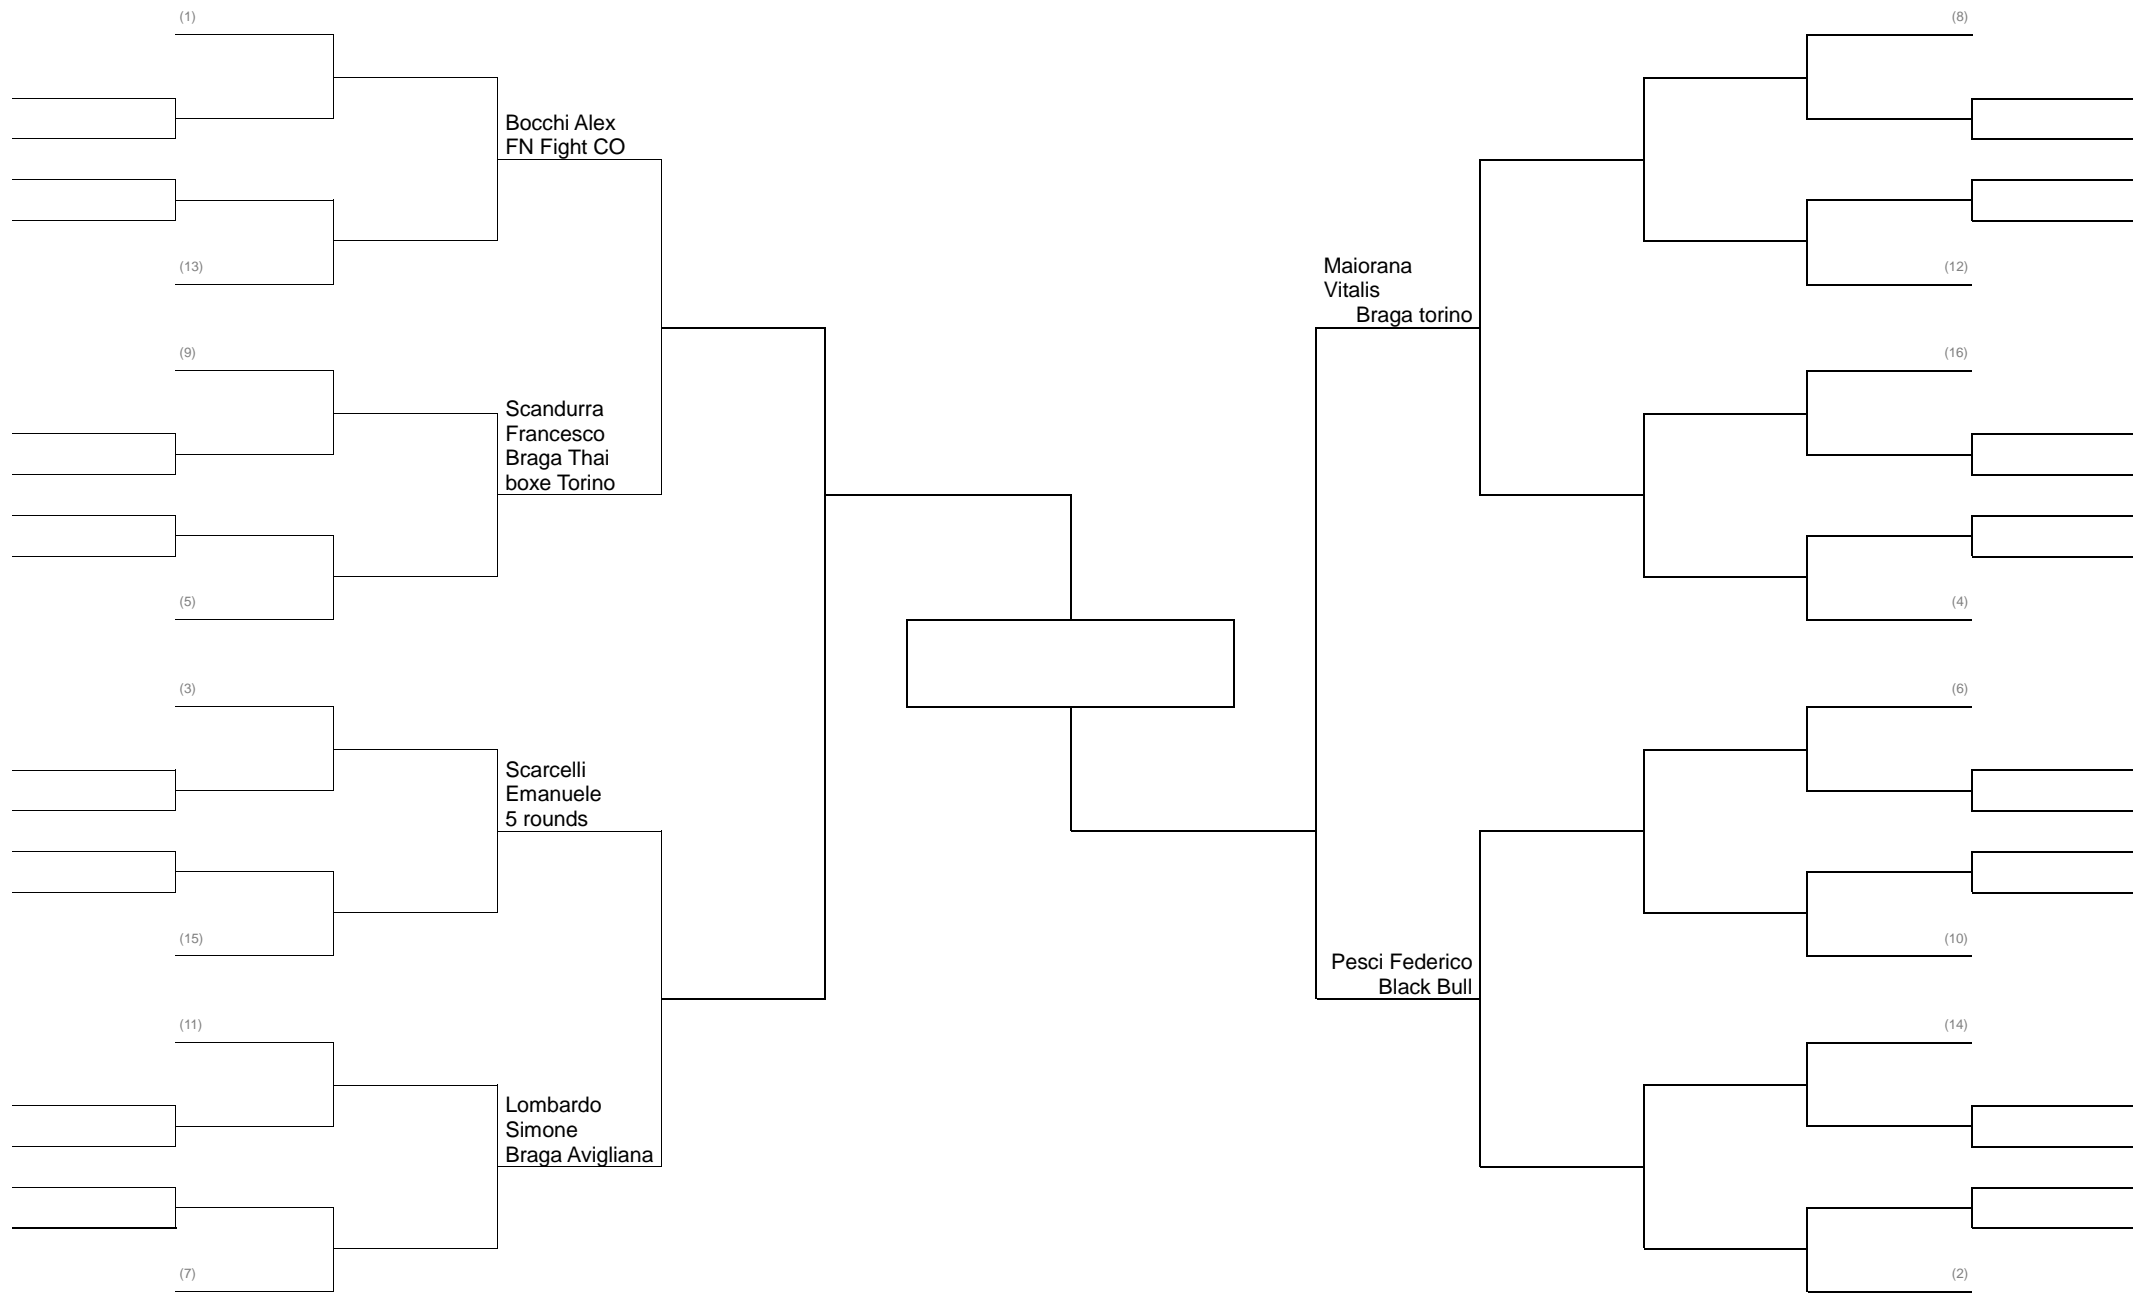 (1)
(8)
Bocchi Alex
FN Fight CO
(13)
(12)
Maiorana
Vitalis
Braga torino
(9)
(16)
Scandurra
Francesco
Braga Thai
boxe Torino
(5)
(4)
(3)
(6)
Scarcelli
Emanuele
5 rounds
(15)
(10)
Pesci Federico
Black Bull
(11)
(14)
Lombardo
Simone
Braga Avigliana
(7)
(2)